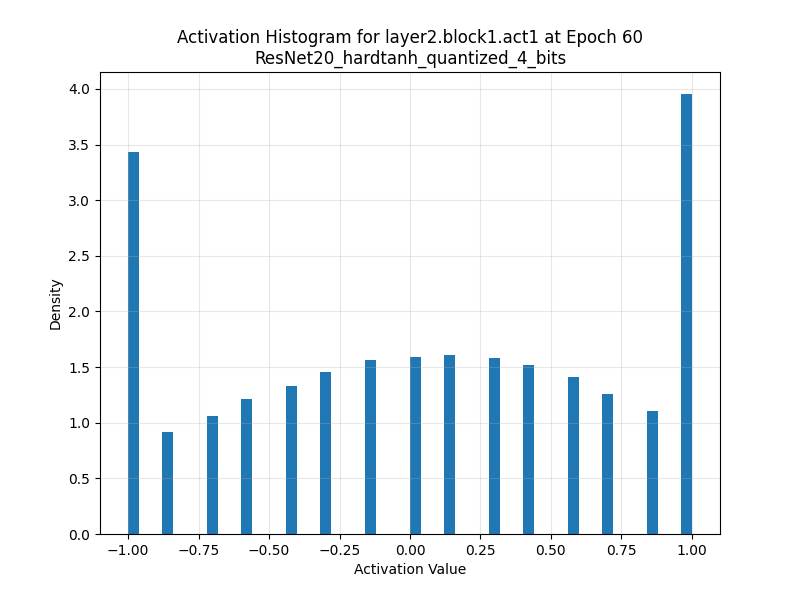 Activation Histogram for layer2.block1.act1 at Epoch 60
ResNet20_hardtanh_quantized_4_bits
4.0
3.5
3.0
2.5
2.0
1.5
1.0
0.5
0.0
Density
−1.00 −0.75 −0.50 −0.25 0.00 0.25 0.50 0.75 1.00
Activation Value